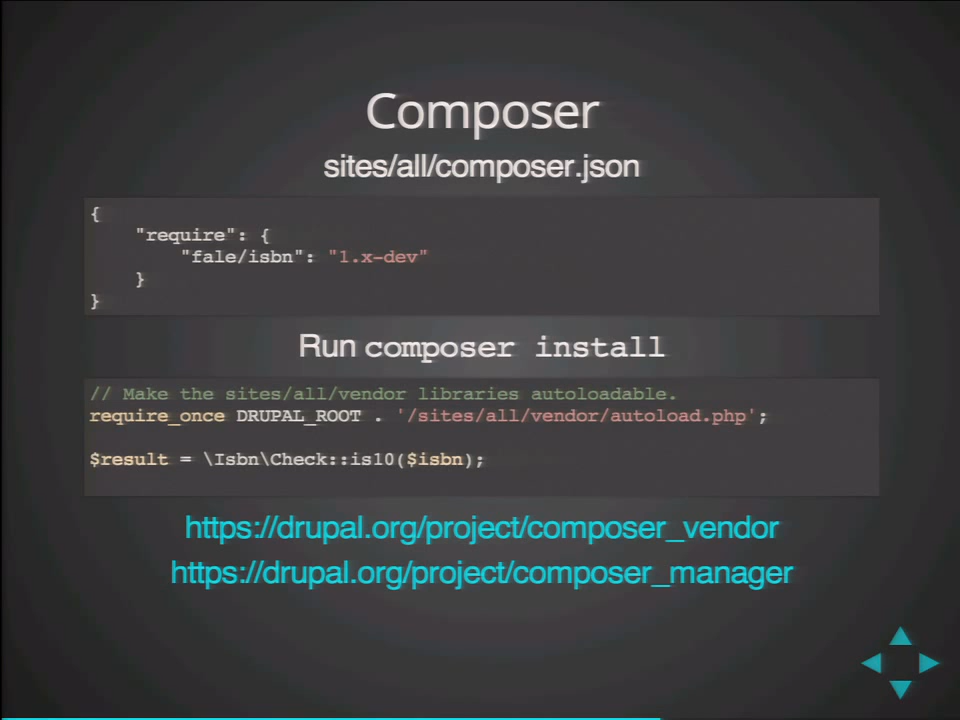 Composer
sites/all/composer.json
{
    "require": {
        "fale/isbn": "1.x-dev"
    }
}
Run composer install
// Make the sites/all/vendor libraries autoloadable.
require_once DRUPAL_ROOT . '/sites/all/vendor/autoload.php';
$result = \Isbn\Check::is10($isbn);
https://drupal.org/project/composer_vendor
https://drupal.org/project/composer_manager